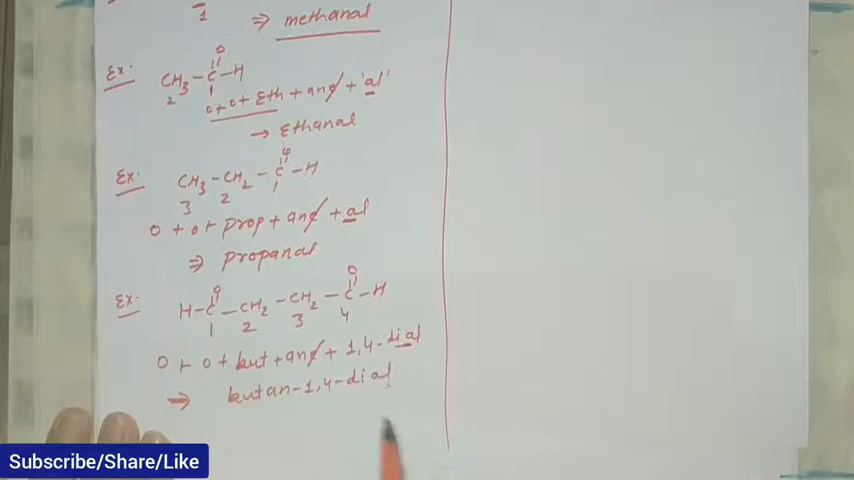 1
⇒ methanal
Ex.
O
CH3 – C – H
2 1
0 + 0 + Eth + ane + 'al'
→ Ethanal
Ex.
O
CH3 – CH2 – C – H
3 2 1
0 + 0 + prop + ane + al
⇒ propanal
Ex.
O O
H – C – CH2 – CH2 – C – H
1 2 3 4
0 + 0 + but + ane + 1,4-dial
⇒ butan-1,4-dial
Subscribe/Share/Like